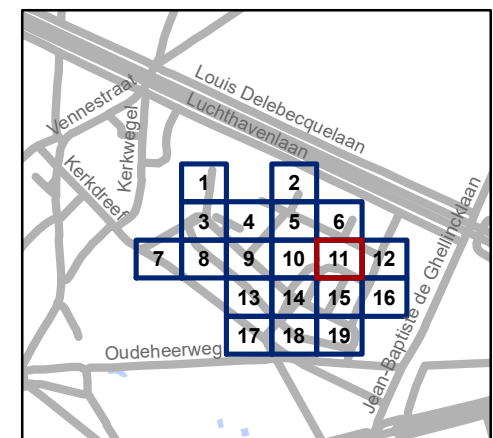 Louis Delebecquelaan
Luchthavenlaan
Vennestraat
Kerkwegel
Kerkdreef
1 2
3 4 5 6
7 8 9 10 11 12
13 14 15 16
17 18 19
Oudeheerweg
Jean-Baptiste de Ghellincklaan